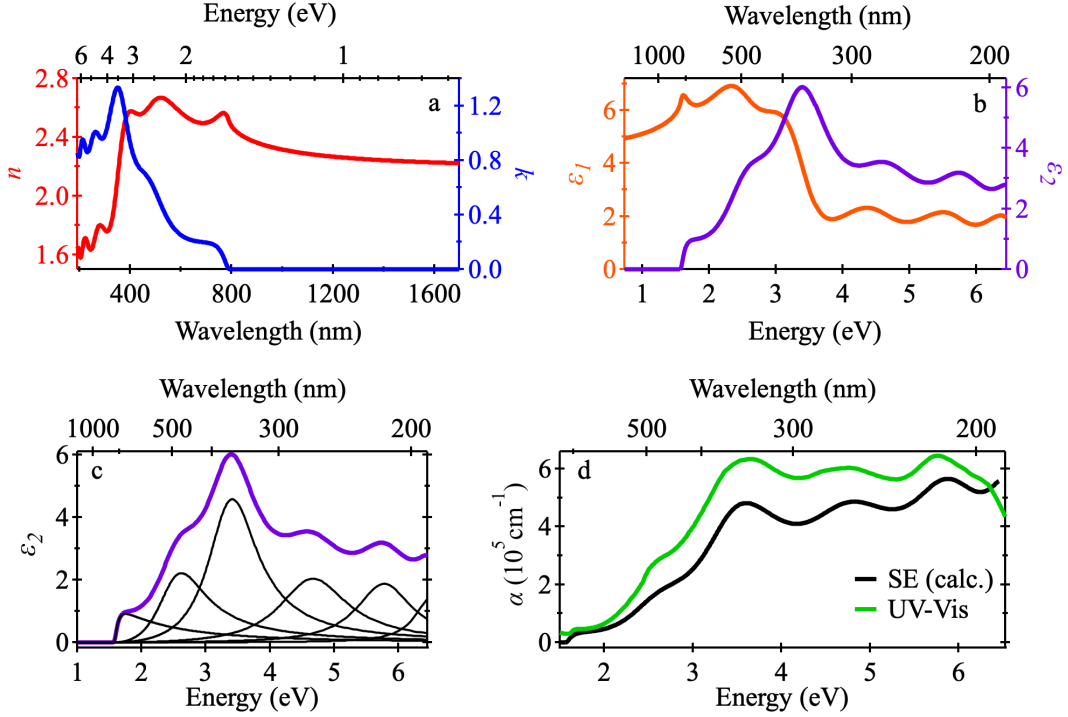 Energy (eV)
6 4 3 2 1
2.8
2.4
2.0
1.6
n
a
1.2
0.8
0.4
0.0
k
400 800 1200 1600
Wavelength (nm)
Wavelength (nm)
1000 500 300 200
6
4
2
0
ε1
b
6
5
4
3
2
1
0
ε2
1 2 3 4 5 6
Energy (eV)
Wavelength (nm)
1000 500 300 200
6
4
2
0
ε2
c
1 2 3 4 5 6
Energy (eV)
Wavelength (nm)
500 300 200
6
4
2
0
α (10^5 cm^-1)
d
SE (calc.)
UV-Vis
2 3 4 5 6
Energy (eV)